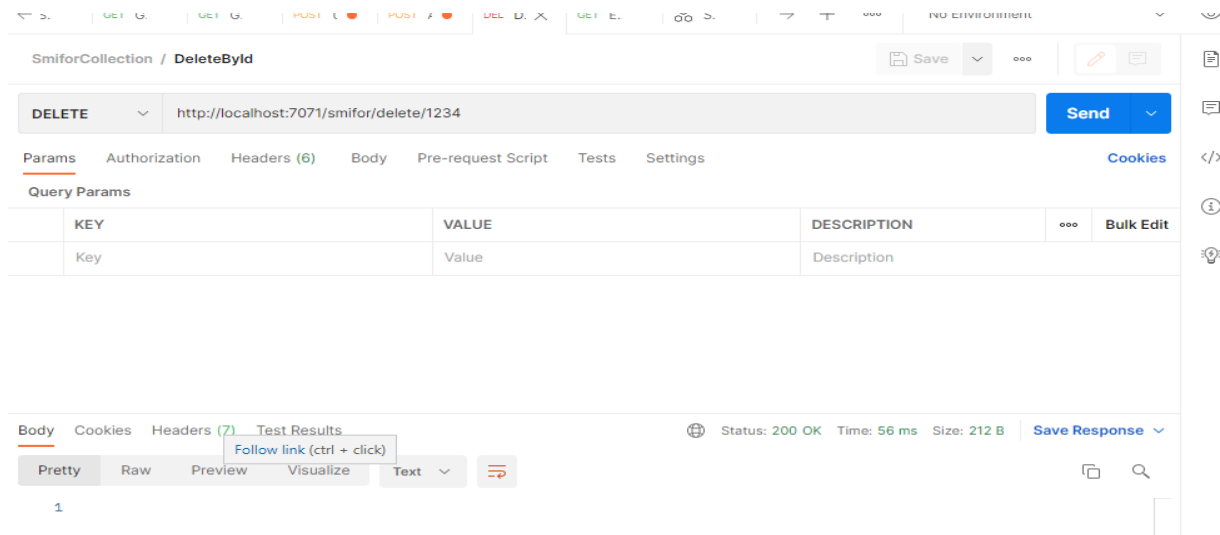 S. GET G. GET G. POST POST DEL D. GET E. S. No Environment
SmiforCollection / DeleteById Save
DELETE http://localhost:7071/smifor/delete/1234 Send
Params Authorization Headers (6) Body Pre-request Script Tests Settings Cookies
Query Params
KEY VALUE DESCRIPTION Bulk Edit
Key Value Description
Body Cookies Headers (7) Test Results Status: 200 OK Time: 56 ms Size: 212 B Save Response
Follow link (ctrl + click)
Pretty Raw Preview Visualize Text
1